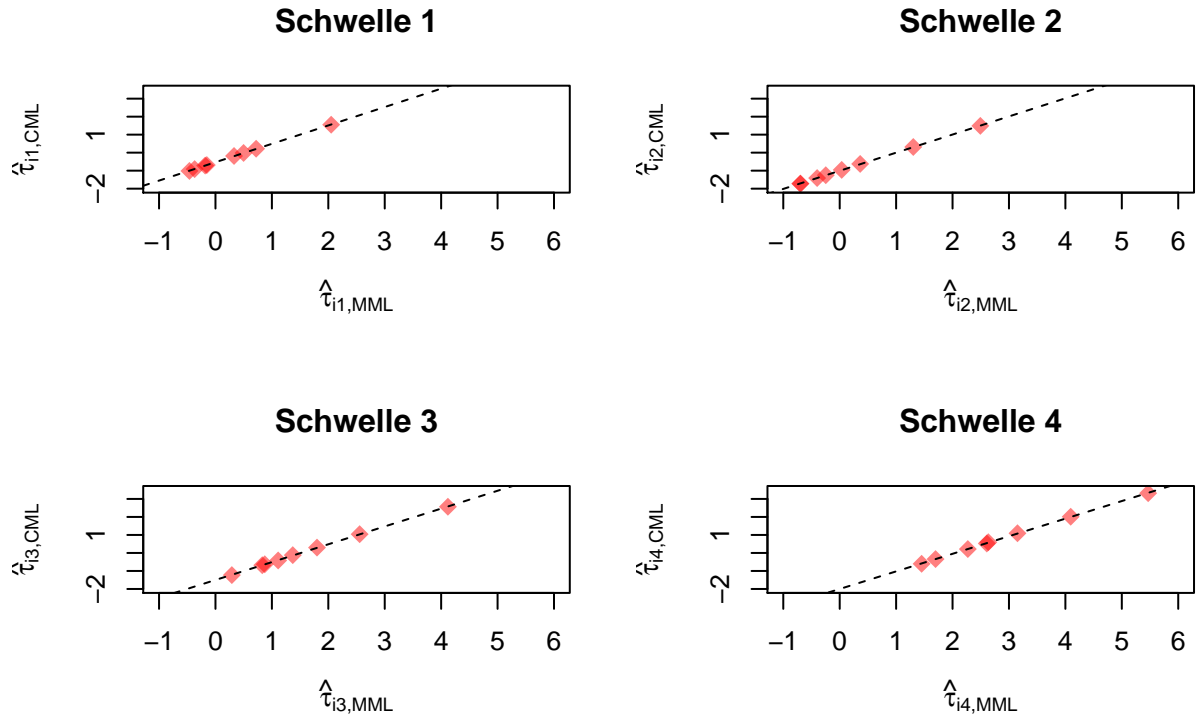 Schwelle 1
τ̂i1,CML
1
−2
−1 0 1 2 3 4 5 6
τ̂i1,MML
Schwelle 2
τ̂i2,CML
1
−2
−1 0 1 2 3 4 5 6
τ̂i2,MML
Schwelle 3
τ̂i3,CML
1
−2
−1 0 1 2 3 4 5 6
τ̂i3,MML
Schwelle 4
τ̂i4,CML
1
−2
−1 0 1 2 3 4 5 6
τ̂i4,MML